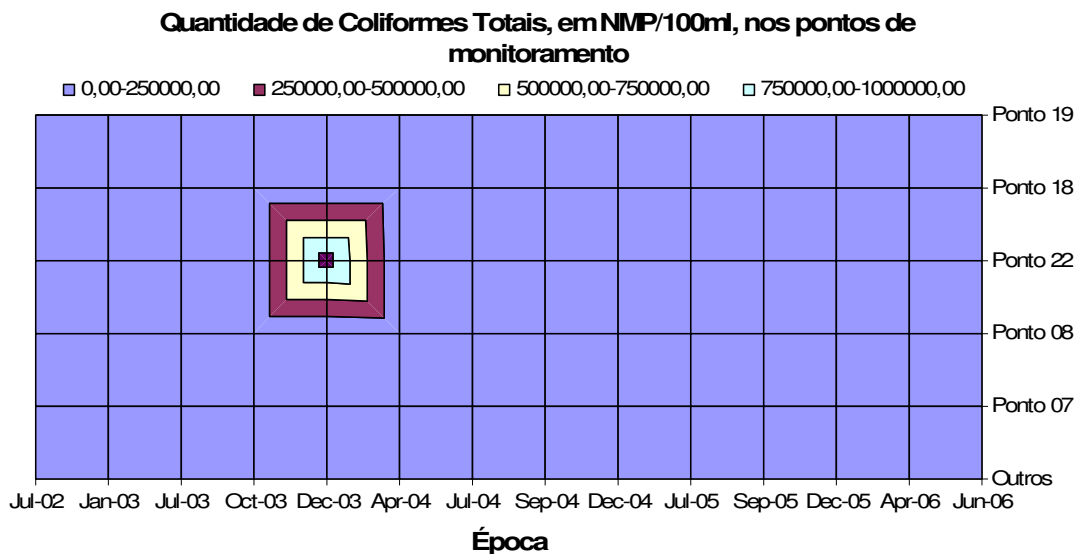 Quantidade de Coliformes Totais, em NMP/100ml, nos pontos de
monitoramento
0,00-250000,00 250000,00-500000,00 500000,00-750000,00 750000,00-1000000,00
Ponto 19
Ponto 18
Ponto 22
Ponto 08
Ponto 07
Outros
Jul-02 Jan-03 Jul-03 Oct-03 Dec-03 Apr-04 Jul-04 Sep-04 Dec-04 Jul-05 Sep-05 Dec-05 Apr-06 Jun-06
Época